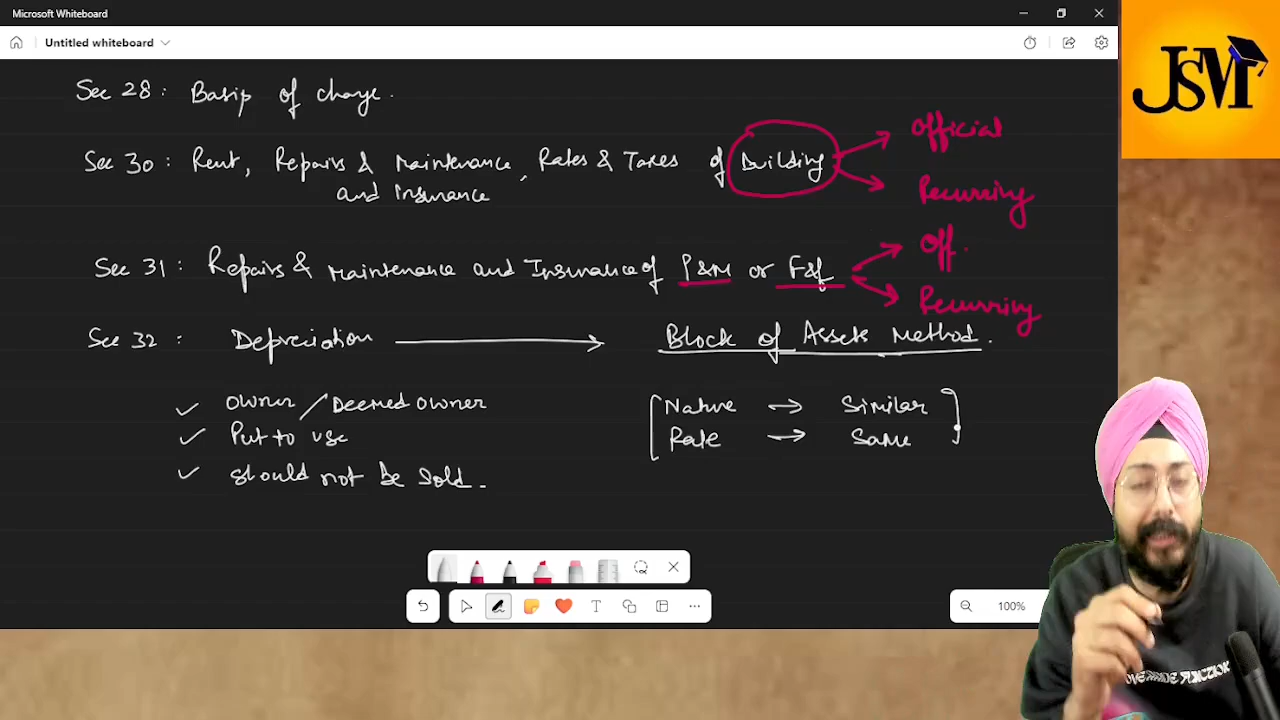 Microsoft Whiteboard
Untitled whiteboard
JSM
Sec 28: Basis of charge.
Sec 30: Rent, Repairs & Maintenance, Rates & Taxes of Building
and Insurance
Official
Recurring
Sec 31: Repairs & Maintenance and Insurance of P&M or F&f
Off.
Recurring
Sec 32: Depreciation Block of Assets Method.
Owner / Deemed owner
Put to use
Should not be sold.
Nature → Similar
Rate → Same
100%